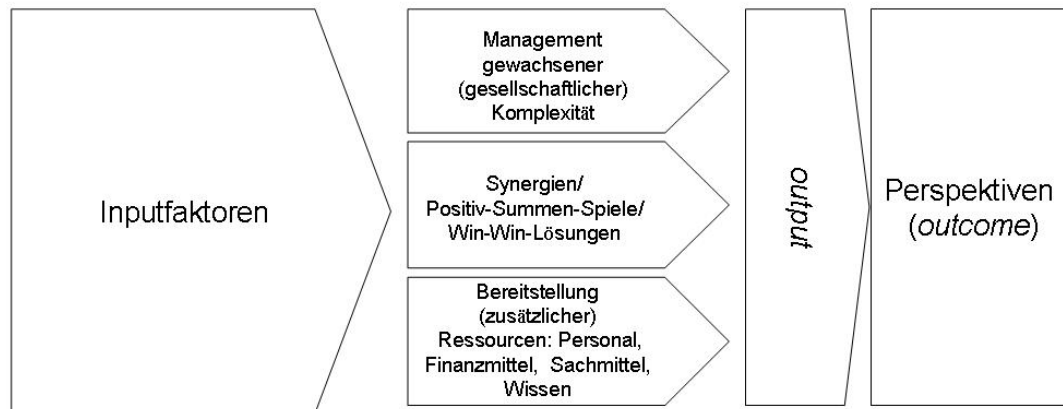 Inputfaktoren
Management
gewachsener
(gesellschaftlicher)
Komplexität
Synergien/
Positiv-Summen-Spiele/
Win-Win-Lösungen
Bereitstellung
(zusätzlicher)
Ressourcen: Personal,
Finanzmittel, Sachmittel,
Wissen
output
Perspektiven
(outcome)